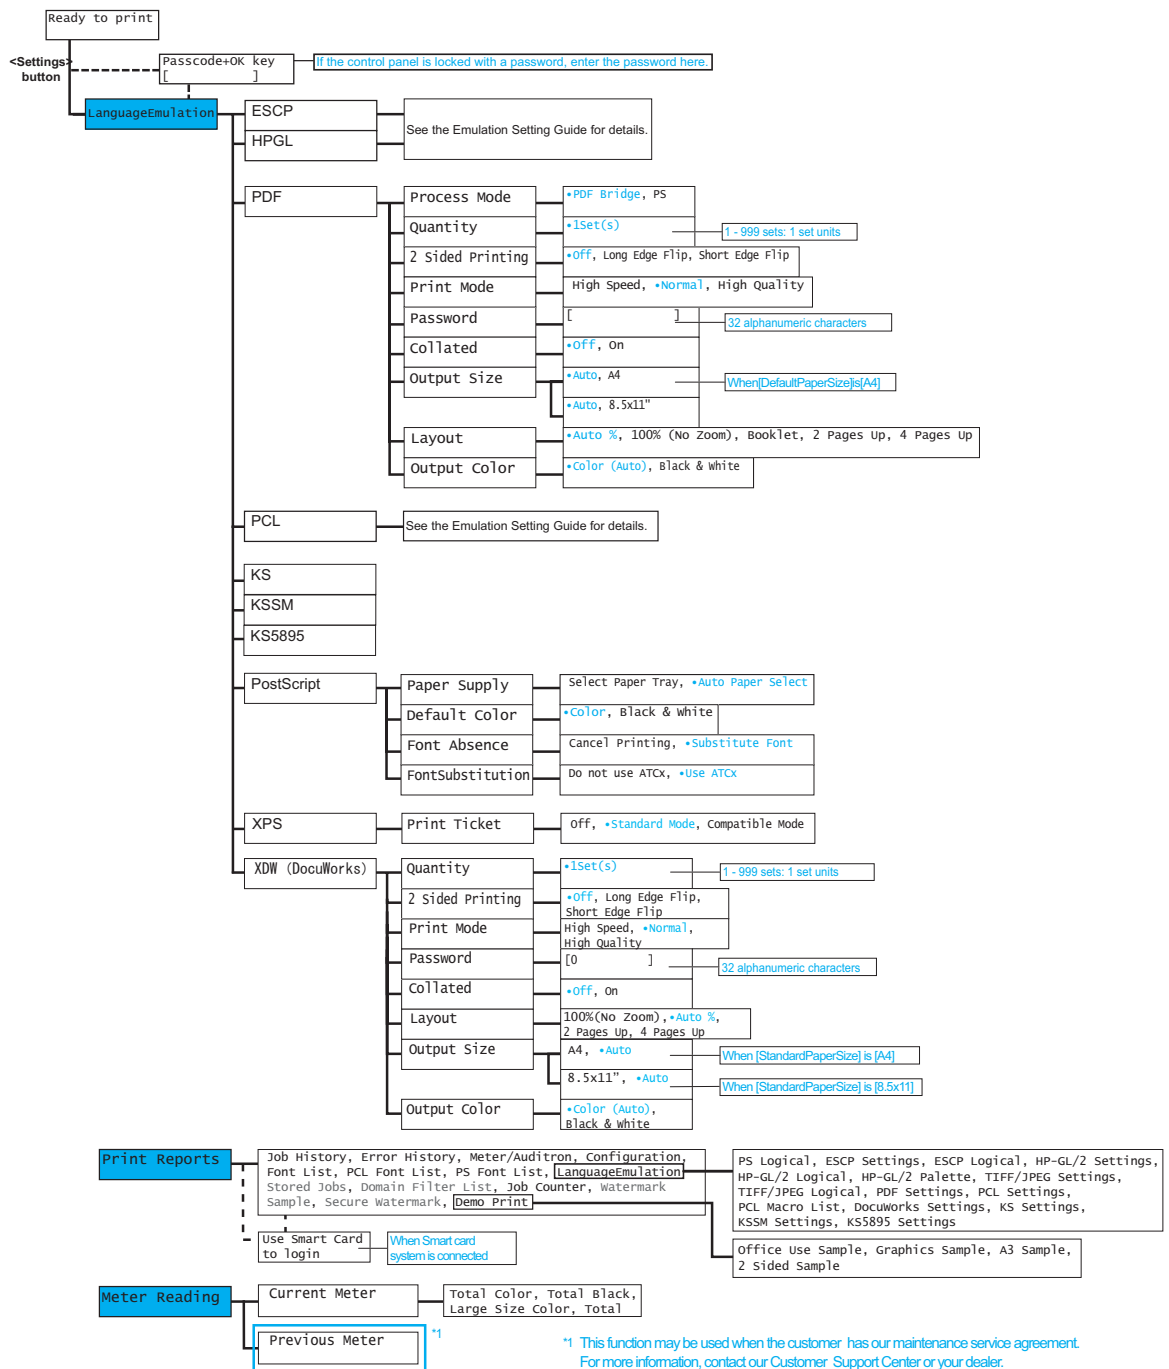 Ready to print
<Settings>
button
Passcode+OK key
[ ]
If the control panel is locked with a password, enter the password here.
LanguageEmulation
ESCP
HPGL
See the Emulation Setting Guide for details.
PDF
Process Mode
•PDF Bridge, PS
Quantity
•1Set(s)
1 - 999 sets: 1 set units
2 Sided Printing
•Off, Long Edge Flip, Short Edge Flip
Print Mode
High Speed, •Normal, High Quality
Password
[ ]
32 alphanumeric characters
Collated
•Off, On
Output Size
•Auto, A4
When[DefaultPaperSize]is[A4]
•Auto, 8.5x11"
Layout
•Auto %, 100% (No Zoom), Booklet, 2 Pages Up, 4 Pages Up
Output Color
•Color (Auto), Black & White
PCL
See the Emulation Setting Guide for details.
KS
KSSM
KS5895
PostScript
Paper Supply
Select Paper Tray, •Auto Paper Select
Default Color
•Color, Black & White
Font Absence
Cancel Printing, •Substitute Font
FontSubstitution
Do not use ATCx, •Use ATCx
XPS
Print Ticket
Off, •Standard Mode, Compatible Mode
XDW (DocuWorks)
Quantity
•1Set(s)
1 - 999 sets: 1 set units
2 Sided Printing
•Off, Long Edge Flip,
Short Edge Flip
Print Mode
High Speed, •Normal,
High Quality
Password
[0 ]
32 alphanumeric characters
Collated
•Off, On
Layout
100%(No Zoom),•Auto %,
2 Pages Up, 4 Pages Up
Output Size
A4, •Auto
When [StandardPaperSize] is [A4]
8.5x11”, •Auto
When [StandardPaperSize] is [8.5x11]
Output Color
•Color (Auto),
Black & White
Print Reports
Job History, Error History, Meter/Auditron, Configuration,
Font List, PCL Font List, PS Font List, LanguageEmulation
Stored Jobs, Domain Filter List, Job Counter, Watermark
Sample, Secure Watermark, Demo Print
PS Logical, ESCP Settings, ESCP Logical, HP-GL/2 Settings,
HP-GL/2 Logical, HP-GL/2 Palette, TIFF/JPEG Settings,
TIFF/JPEG Logical, PDF Settings, PCL Settings,
PCL Macro List, DocuWorks Settings, KS Settings,
KSSM Settings, KS5895 Settings
Use Smart Card
to login
When Smart card
system is connected
Office Use Sample, Graphics Sample, A3 Sample,
2 Sided Sample
Meter Reading
Current Meter
Total Color, Total Black,
Large Size Color, Total
Previous Meter
*1
*1 This function may be used when the customer has our maintenance service agreement.
For more information, contact our Customer Support Center or your dealer.